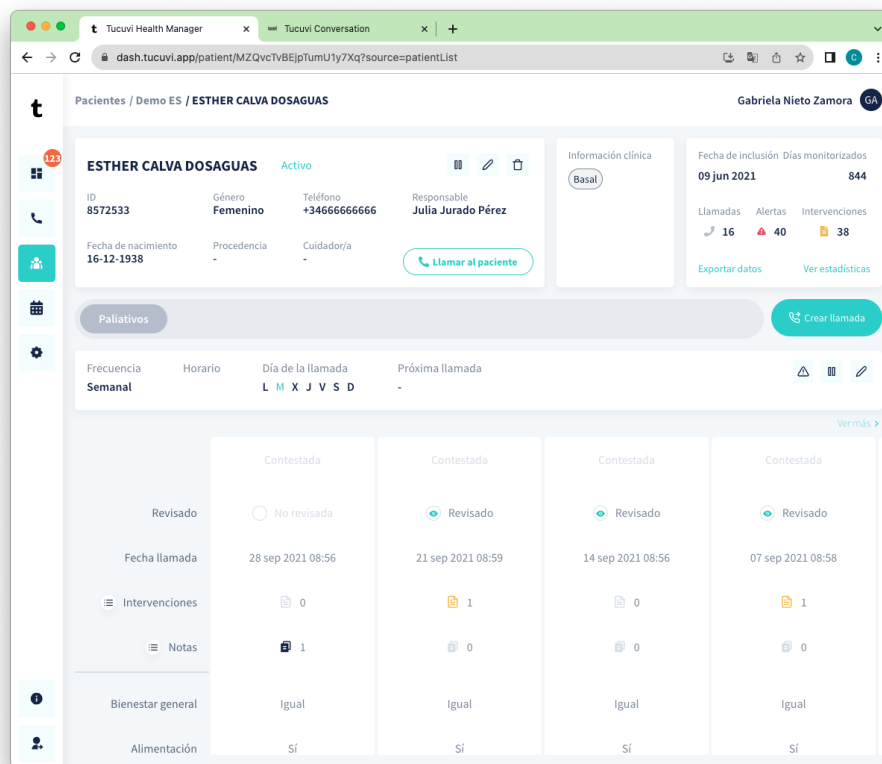 t Tucuvi Health Manager × Tucuvi Conversation × +
dash.tucuvi.app/patient/MZQvcTvBEjpTumU1y7Xq?source=patientList C
t
Pacientes / Demo ES / ESTHER CALVA DOSAGUAS Gabriela Nieto Zamora GA
123
ESTHER CALVA DOSAGUAS Activo
ID Género Teléfono Responsable
8572533 Femenino +34666666666 Julia Jurado Pérez
Fecha de nacimiento Procedencia Cuidador/a
16-12-1938 - -
Llamar al paciente
Información clínica
Basal
Fecha de inclusión Días monitorizados
09 jun 2021 844
Llamadas Alertas Intervenciones
16 40 38
Exportar datos Ver estadísticas
Paliativos Crear llamada
Frecuencia Horario Día de la llamada Próxima llamada
Semanal L M X J V S D -
Ver más >
Contestada Contestada Contestada Contestada
Revisado No revisada Revisado Revisado Revisado
Fecha llamada 28 sep 2021 08:56 21 sep 2021 08:59 14 sep 2021 08:56 07 sep 2021 08:58
Intervenciones 0 1 0 1
Notas 1 0 0 0
Bienestar general Igual Igual Igual Igual
Alimentación Sí Sí Sí Sí